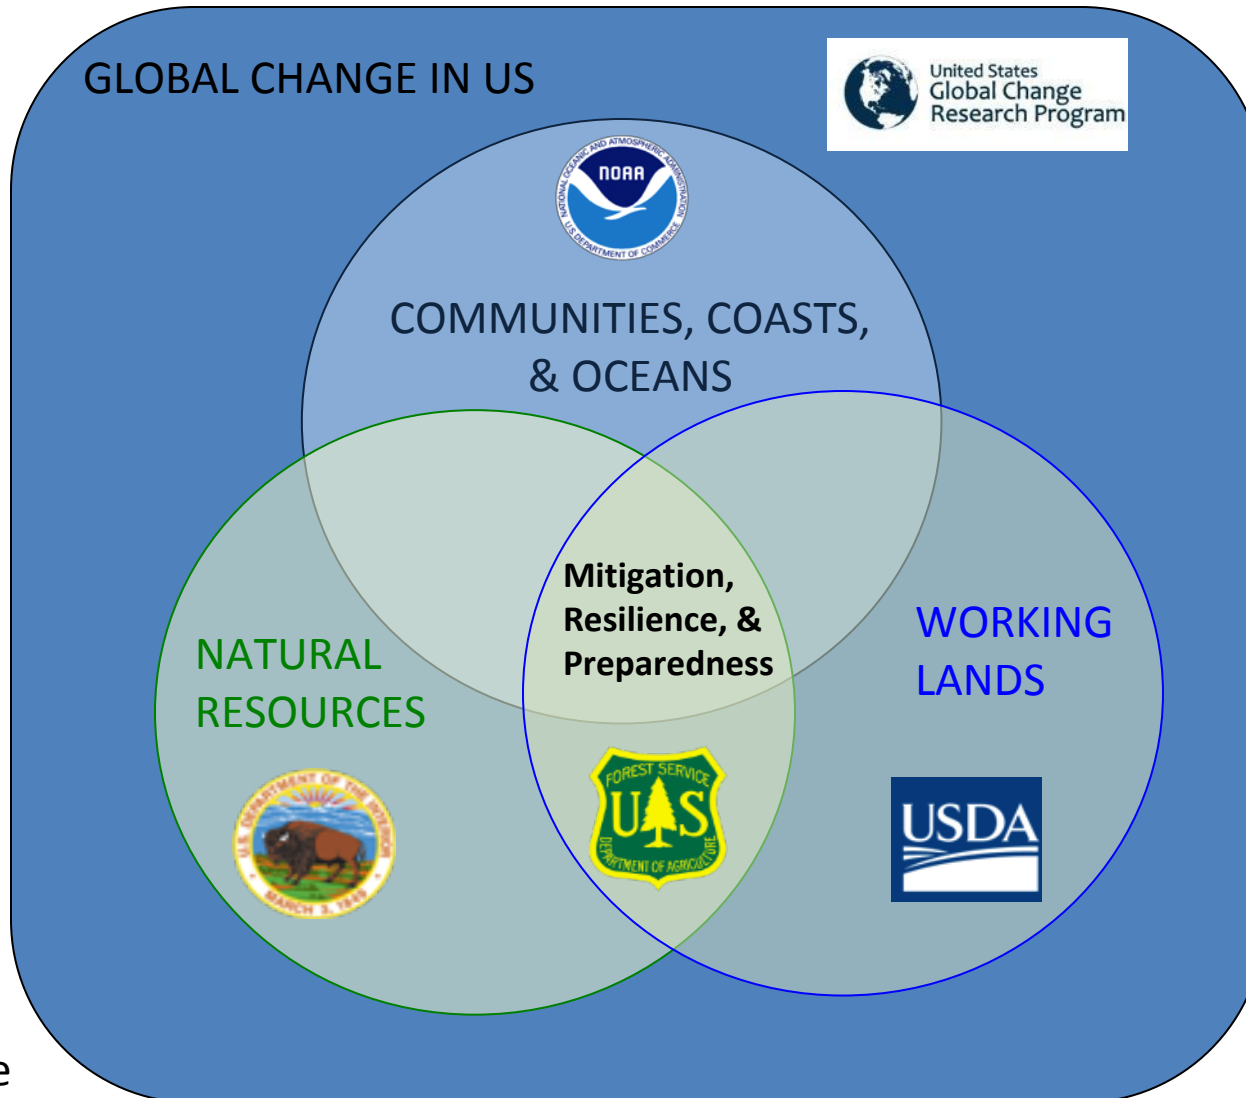 GLOBAL CHANGE IN US
United States
Global Change
Research Program
NATIONAL OCEANIC AND ATMOSPHERIC ADMINISTRATION
NOAA
U.S. DEPARTMENT OF COMMERCE
COMMUNITIES, COASTS,
& OCEANS
Mitigation,
Resilience, &
Preparedness
NATURAL
RESOURCES
WORKING
LANDS
U.S. DEPARTMENT OF THE INTERIOR
MARCH 3, 1849
FOREST SERVICE
U S
DEPARTMENT OF AGRICULTURE
USDA
e